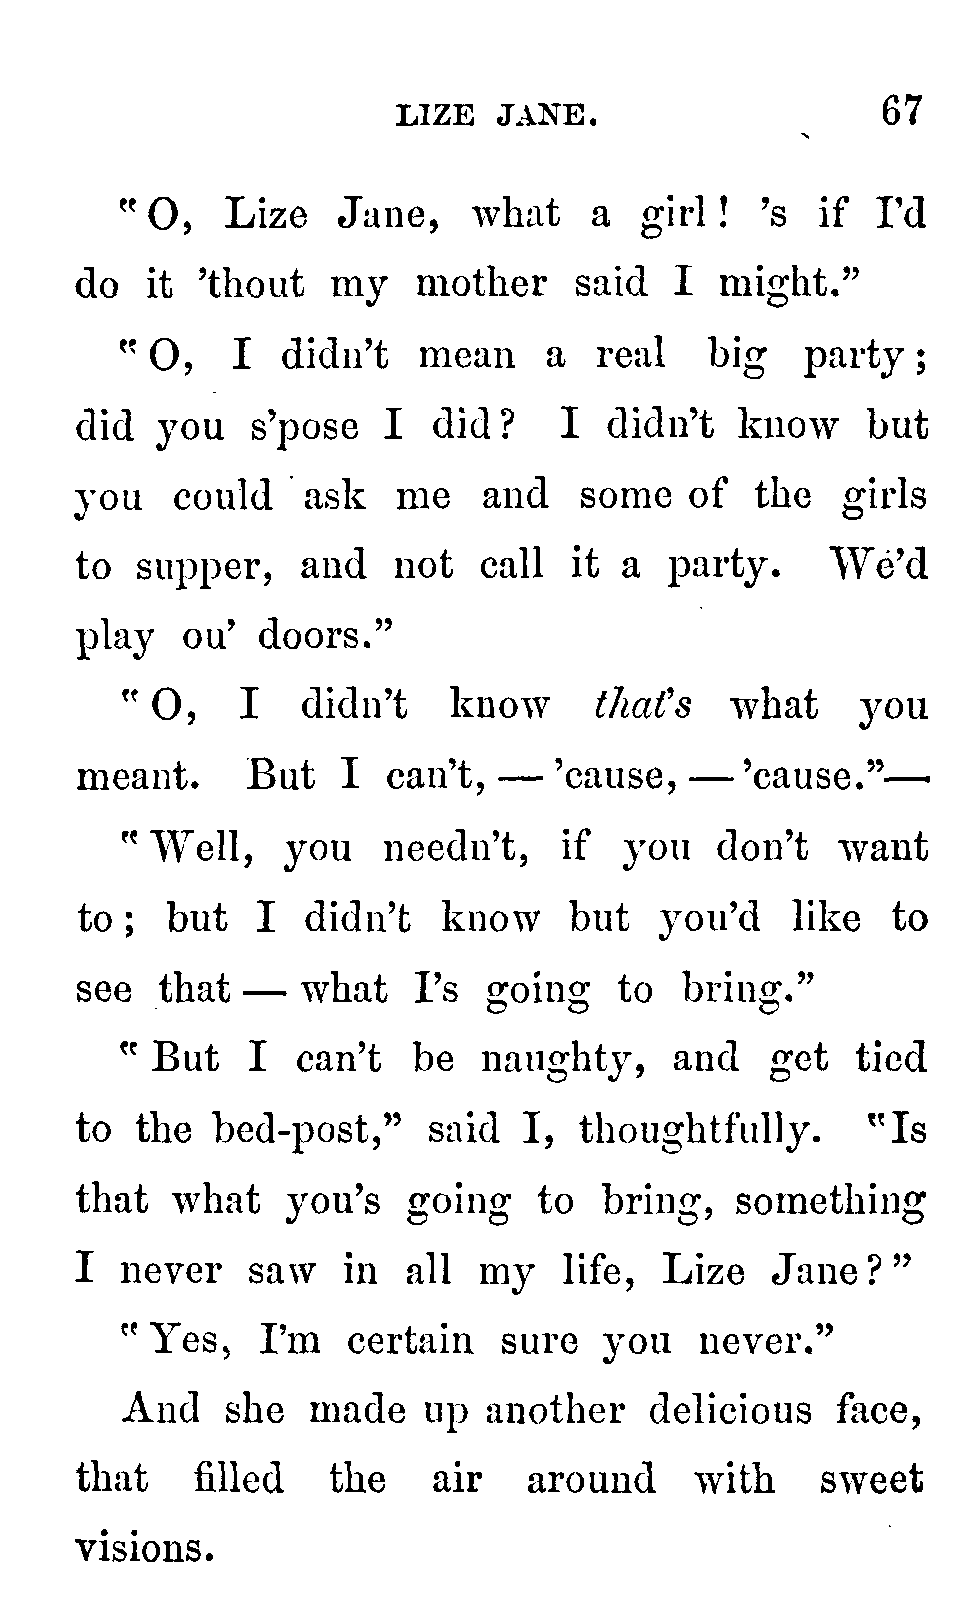 LIZE JANE. 67
"O, Lize Jane, what a girl! 's if I'd
do it 'thout my mother said I might."
"O, I didn't mean a real big party;
did you s'pose I did? I didn't know but
you could ask me and some of the girls
to supper, and not call it a party. We'd
play ou' doors."
"O, I didn't know that's what you
meant. But I can't, — 'cause, — 'cause."—
"Well, you needn't, if you don't want
to; but I didn't know but you'd like to
see that — what I's going to bring."
"But I can't be naughty, and get tied
to the bed-post," said I, thoughtfully. "Is
that what you's going to bring, something
I never saw in all my life, Lize Jane?"
"Yes, I'm certain sure you never."
And she made up another delicious face,
that filled the air around with sweet
visions.